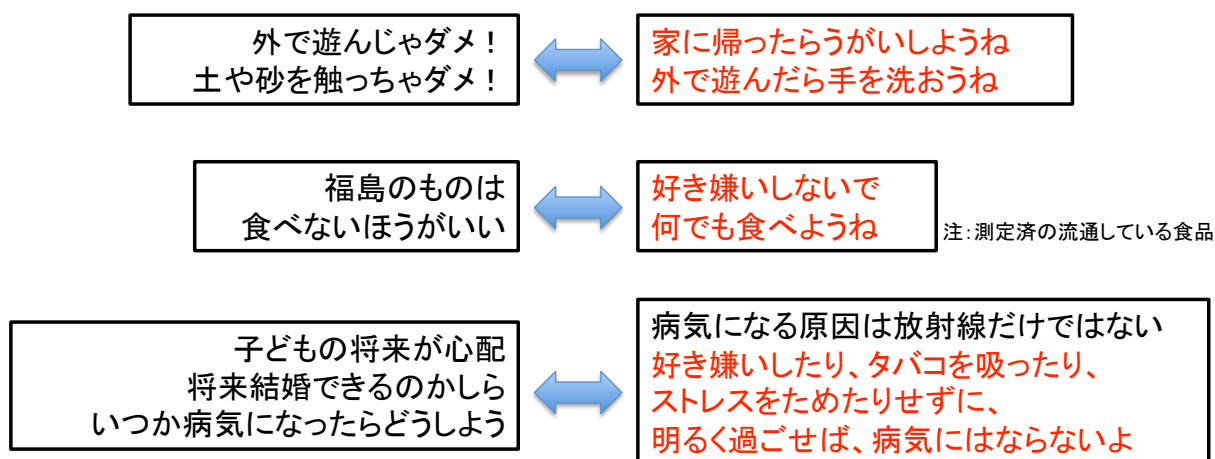 外で遊んじゃダメ！
土や砂を触っちゃダメ！
家に帰ったらうがいしようね
外で遊んだら手を洗おうね
福島のものは
食べないほうがいい
好き嫌いしないで
何でも食べようね
注：測定済の流通している食品
子どもの将来が心配
将来結婚できるのかしら
いつか病気になったらどうしよう
病気になる原因は放射線だけではない
好き嫌いしたり、タバコを吸ったり、
ストレスをためたりせずに、
明るく過ごせば、病気にはならないよ